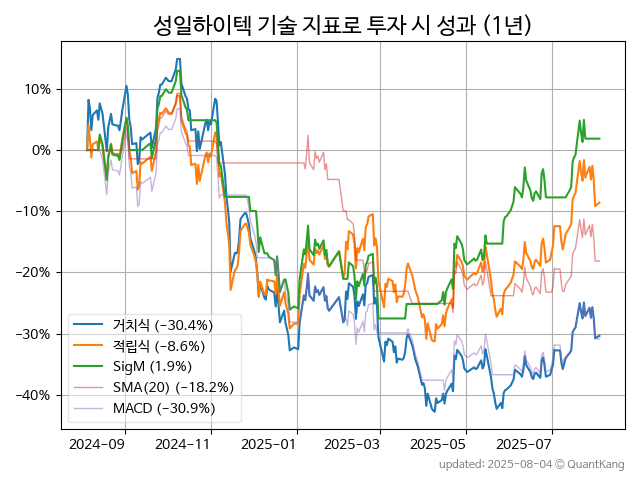 성일하이텍 기술 지표로 투자 시 성과 (1년)
10%
0%
−10%
−20%
−30%
−40%
거치식 (−30.4%)
적립식 (−8.6%)
SigM (1.9%)
SMA(20) (−18.2%)
MACD (−30.9%)
2024-09
2024-11
2025-01
2025-03
2025-05
2025-07
updated: 2025-08-04 © QuantKang